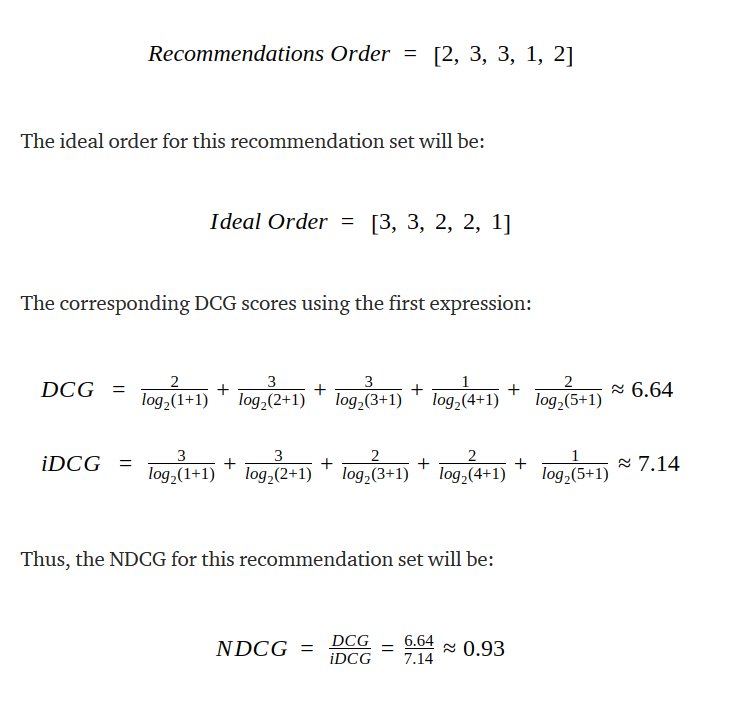 Recommendations Order = [2, 3, 3, 1, 2]
The ideal order for this recommendation set will be:
Ideal Order = [3, 3, 2, 2, 1]
The corresponding DCG scores using the first expression:
DCG = 2/log₂(1+1) + 3/log₂(2+1) + 3/log₂(3+1) + 1/log₂(4+1) + 2/log₂(5+1) ≈ 6.64
iDCG = 3/log₂(1+1) + 3/log₂(2+1) + 2/log₂(3+1) + 2/log₂(4+1) + 1/log₂(5+1) ≈ 7.14
Thus, the NDCG for this recommendation set will be:
NDCG = DCG/iDCG = 6.64/7.14 ≈ 0.93